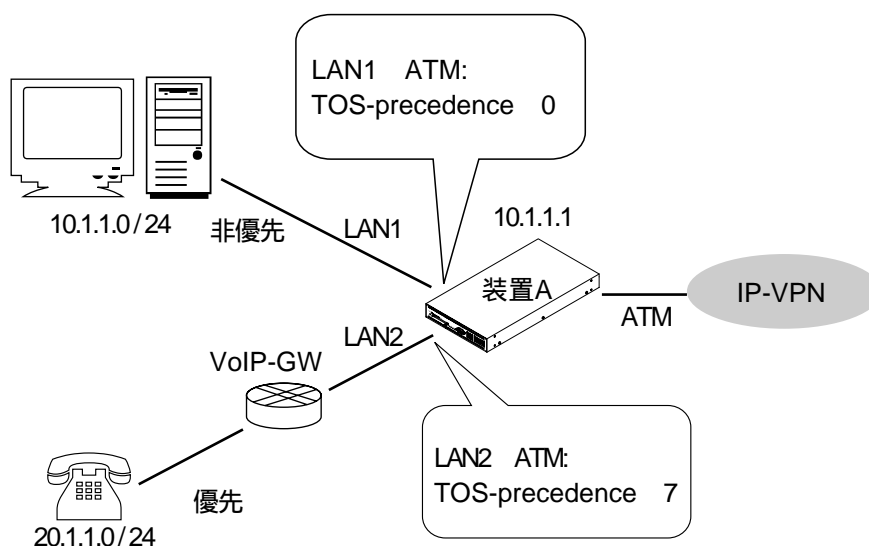 LAN1 ATM:
TOS-precedence 0
10.1.1.0/24
非優先
LAN1
10.1.1.1
装置A
IP-VPN
ATM
LAN2
VoIP-GW
LAN2 ATM:
TOS-precedence 7
優先
20.1.1.0/24